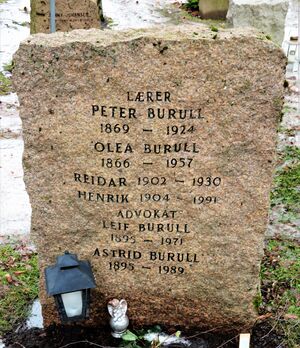 LÆRER
PETER BURULL
1869 — 1924
OLEA BURULL
1866 — 1957
REIDAR 1902 — 1930
HENRIK 1904 — 1991
ADVOKAT
LEIF BURULL
1895 — 1971
ASTRID BURULL
1895 — 1989